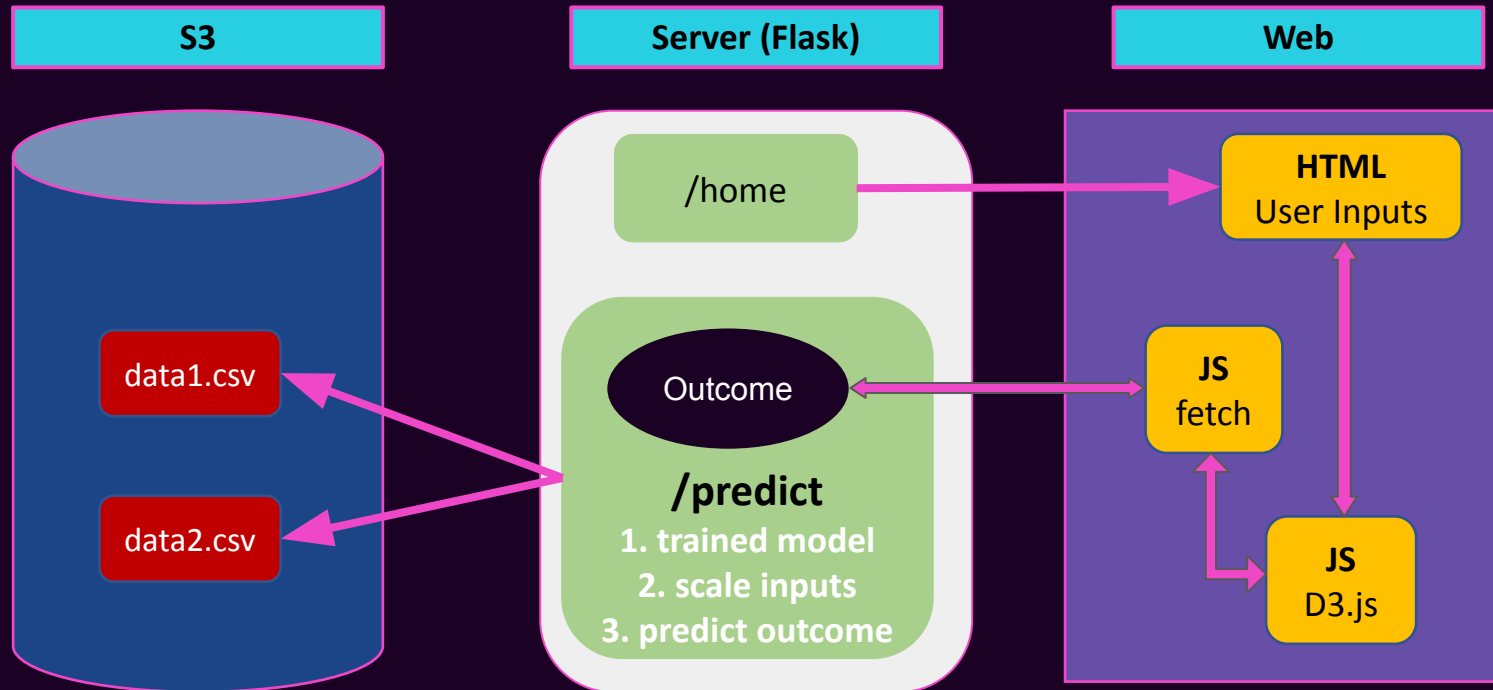 S3
Server (Flask)
Web
/home
HTML
User Inputs
data1.csv
data2.csv
Outcome
/predict
1. trained model
2. scale inputs
3. predict outcome
JS
fetch
JS
D3.js